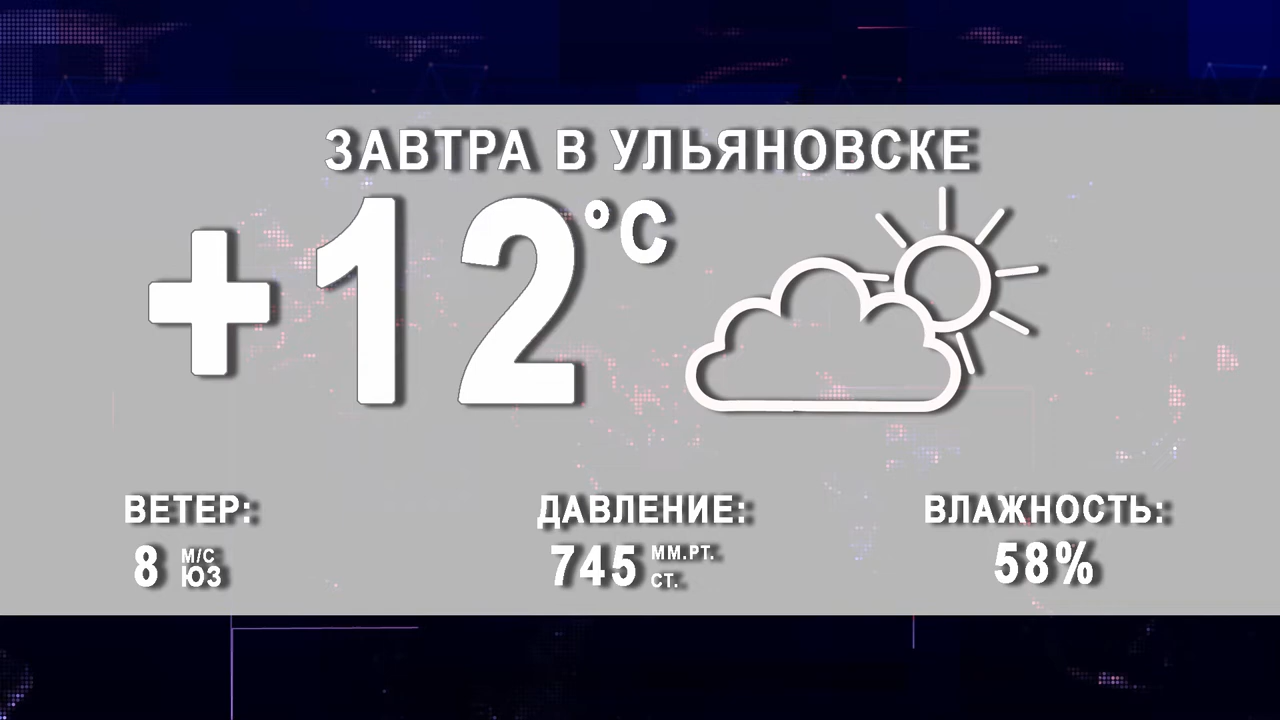 ЗАВТРА В УЛЬЯНОВСКЕ
+12°C
ВЕТЕР:
8 М/С ЮЗ
ДАВЛЕНИЕ:
745 ММ.РТ. СТ.
ВЛАЖНОСТЬ:
58%